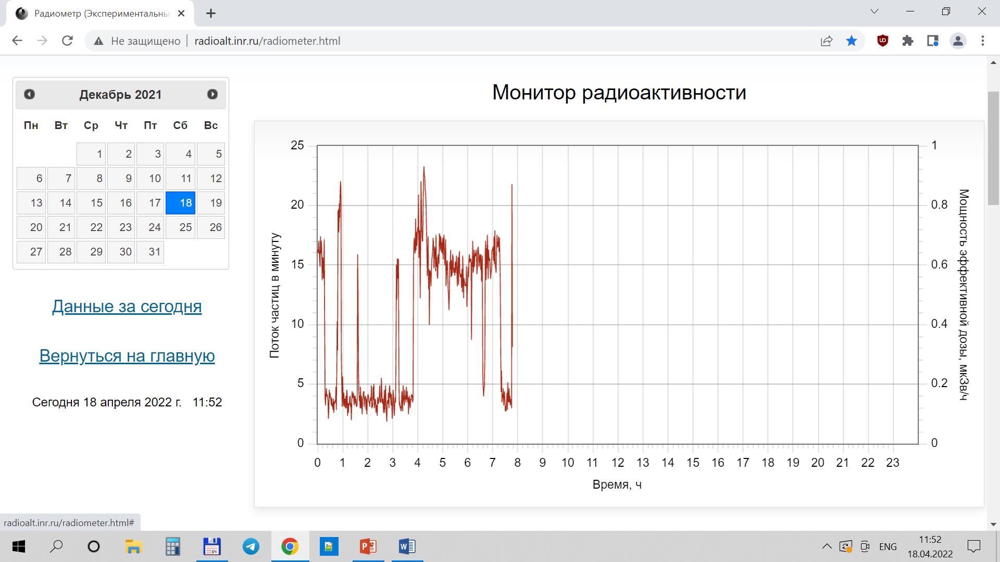 Радиометр (Экспериментальны
Не защищено
radioalt.inr.ru/radiometer.html
Декабрь 2021
Пн Вт Ср Чт Пт Сб Вс
1 2 3 4 5
6 7 8 9 10 11 12
13 14 15 16 17 18 19
20 21 22 23 24 25 26
27 28 29 30 31
Данные за сегодня
Вернуться на главную
Сегодня 18 апреля 2022 г. 11:52
Монитор радиоактивности
Поток частиц в минуту
25
20
15
10
5
0
1
0.8
0.6
0.4
0.2
0
Мощность эффективной дозы, мкЗв/ч
0 1 2 3 4 5 6 7 8 9 10 11 12 13 14 15 16 17 18 19 20 21 22 23
Время, ч
radioalt.inr.ru/radiometer.html#
64
ENG
11:52
18.04.2022